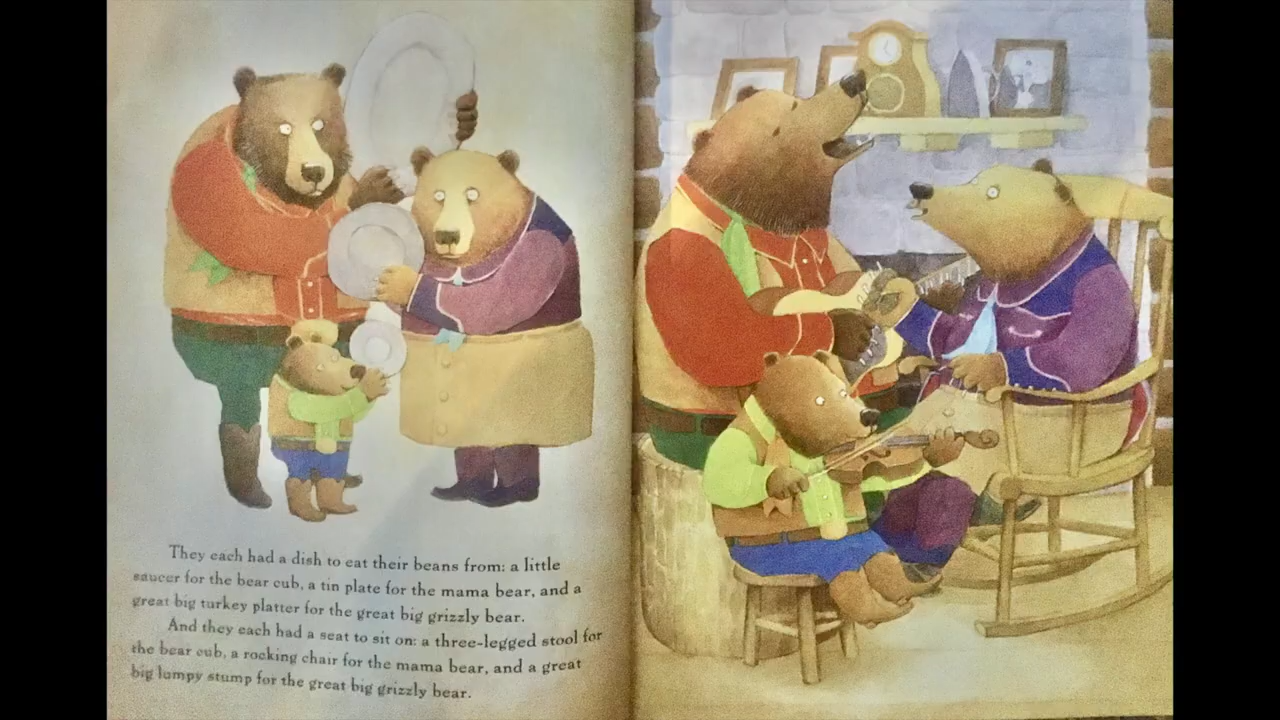 They each had a dish to eat their beans from: a little
saucer for the bear cub, a tin plate for the mama bear, and a
great big turkey platter for the great big grizzly bear.
And they each had a seat to sit on: a three-legged stool for
the bear cub, a rocking chair for the mama bear, and a great
big lumpy stump for the great big grizzly bear.